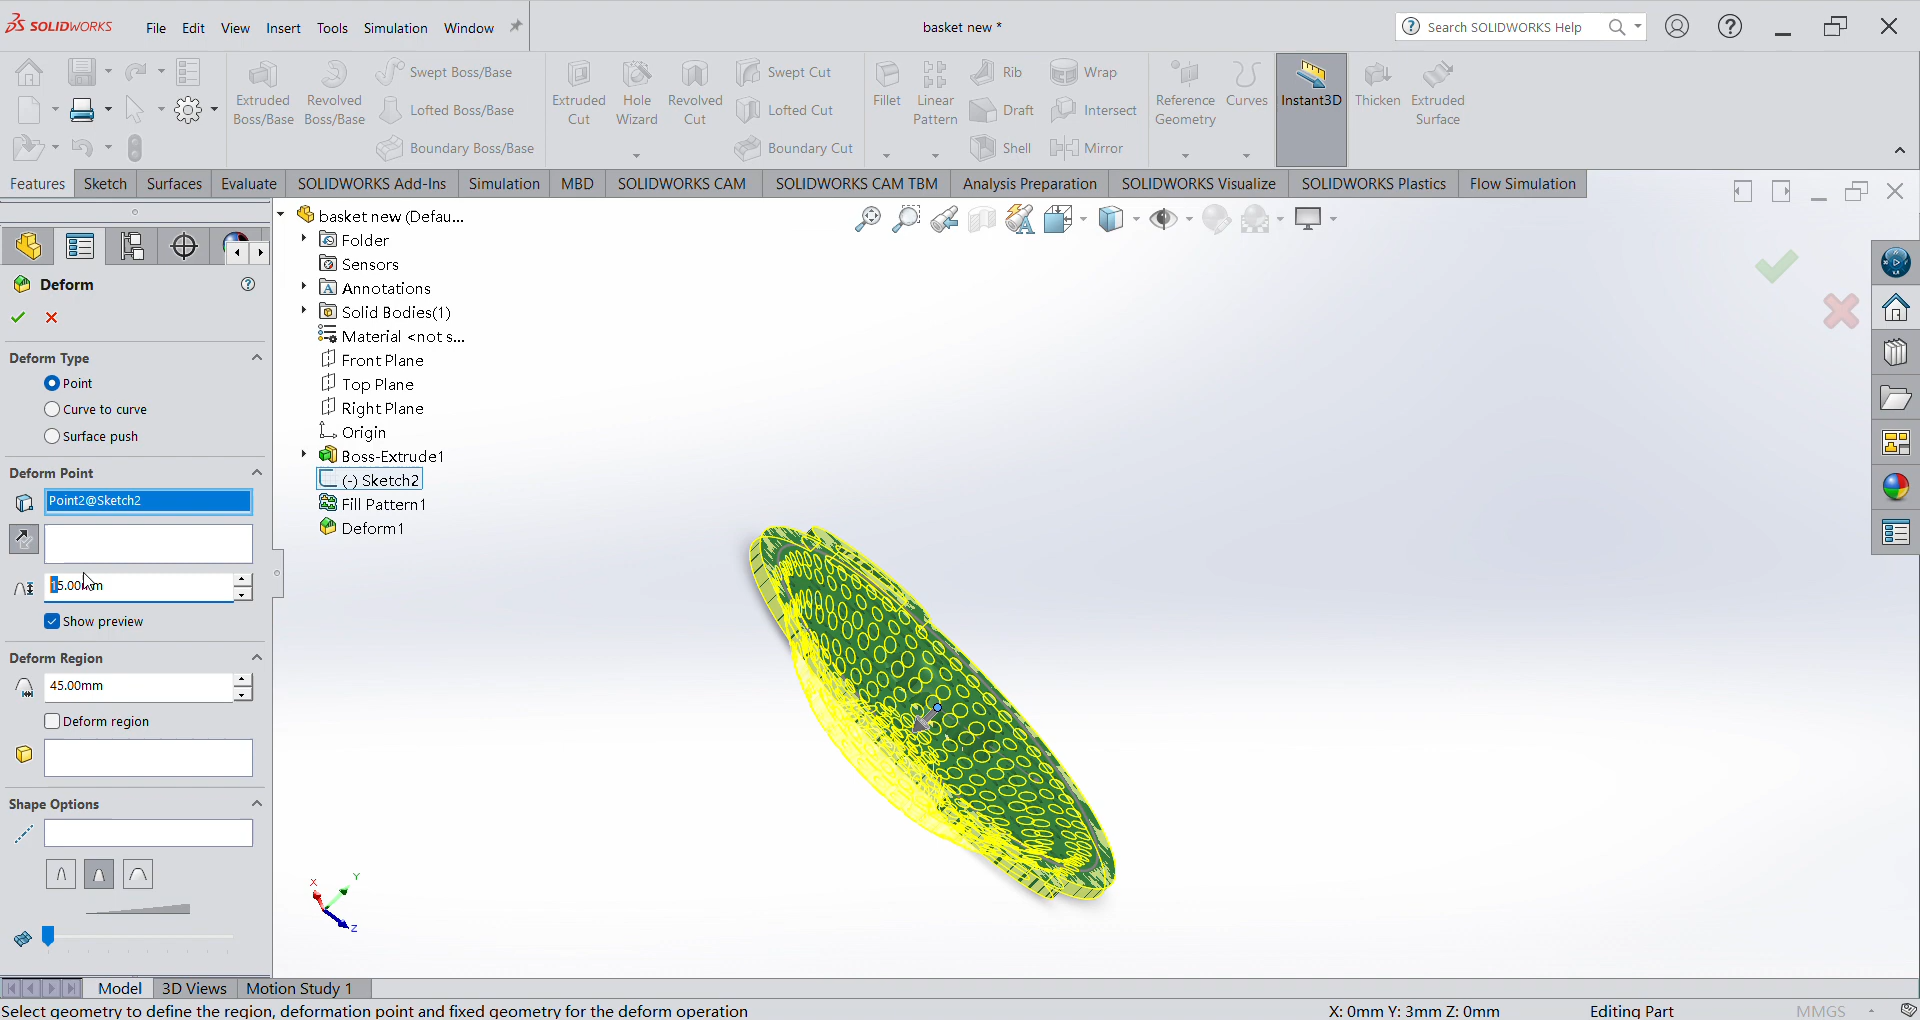 SOLIDWORKS File Edit View Insert Tools Simulation Window basket new * Search SOLIDWORKS Help
Extruded Boss/Base
Revolved Boss/Base
Swept Boss/Base
Lofted Boss/Base
Boundary Boss/Base
Extruded Cut
Hole Wizard
Revolved Cut
Swept Cut
Lofted Cut
Boundary Cut
Fillet
Linear Pattern
Rib
Draft
Shell
Wrap
Intersect
Mirror
Reference Geometry
Curves
Instant3D
Thicken
Extruded Surface
Features Sketch Surfaces Evaluate SOLIDWORKS Add-Ins Simulation MBD SOLIDWORKS CAM SOLIDWORKS CAM TBM Analysis Preparation SOLIDWORKS Visualize SOLIDWORKS Plastics Flow Simulation
Deform
Deform Type
Point
Curve to curve
Surface push
Deform Point
Point2@Sketch2
15.00mm
Show preview
Deform Region
45.00mm
Deform region
Shape Options
basket new (Defau...
Folder
Sensors
Annotations
Solid Bodies(1)
Material <not s...
Front Plane
Top Plane
Right Plane
Origin
Boss-Extrude1
(-) Sketch2
Fill Pattern1
Deform1
X
Y
Z
Model 3D Views Motion Study 1
Select geometry to define the region, deformation point and fixed geometry for the deform operation X: 0mm Y: 3mm Z: 0mm Editing Part MMGS